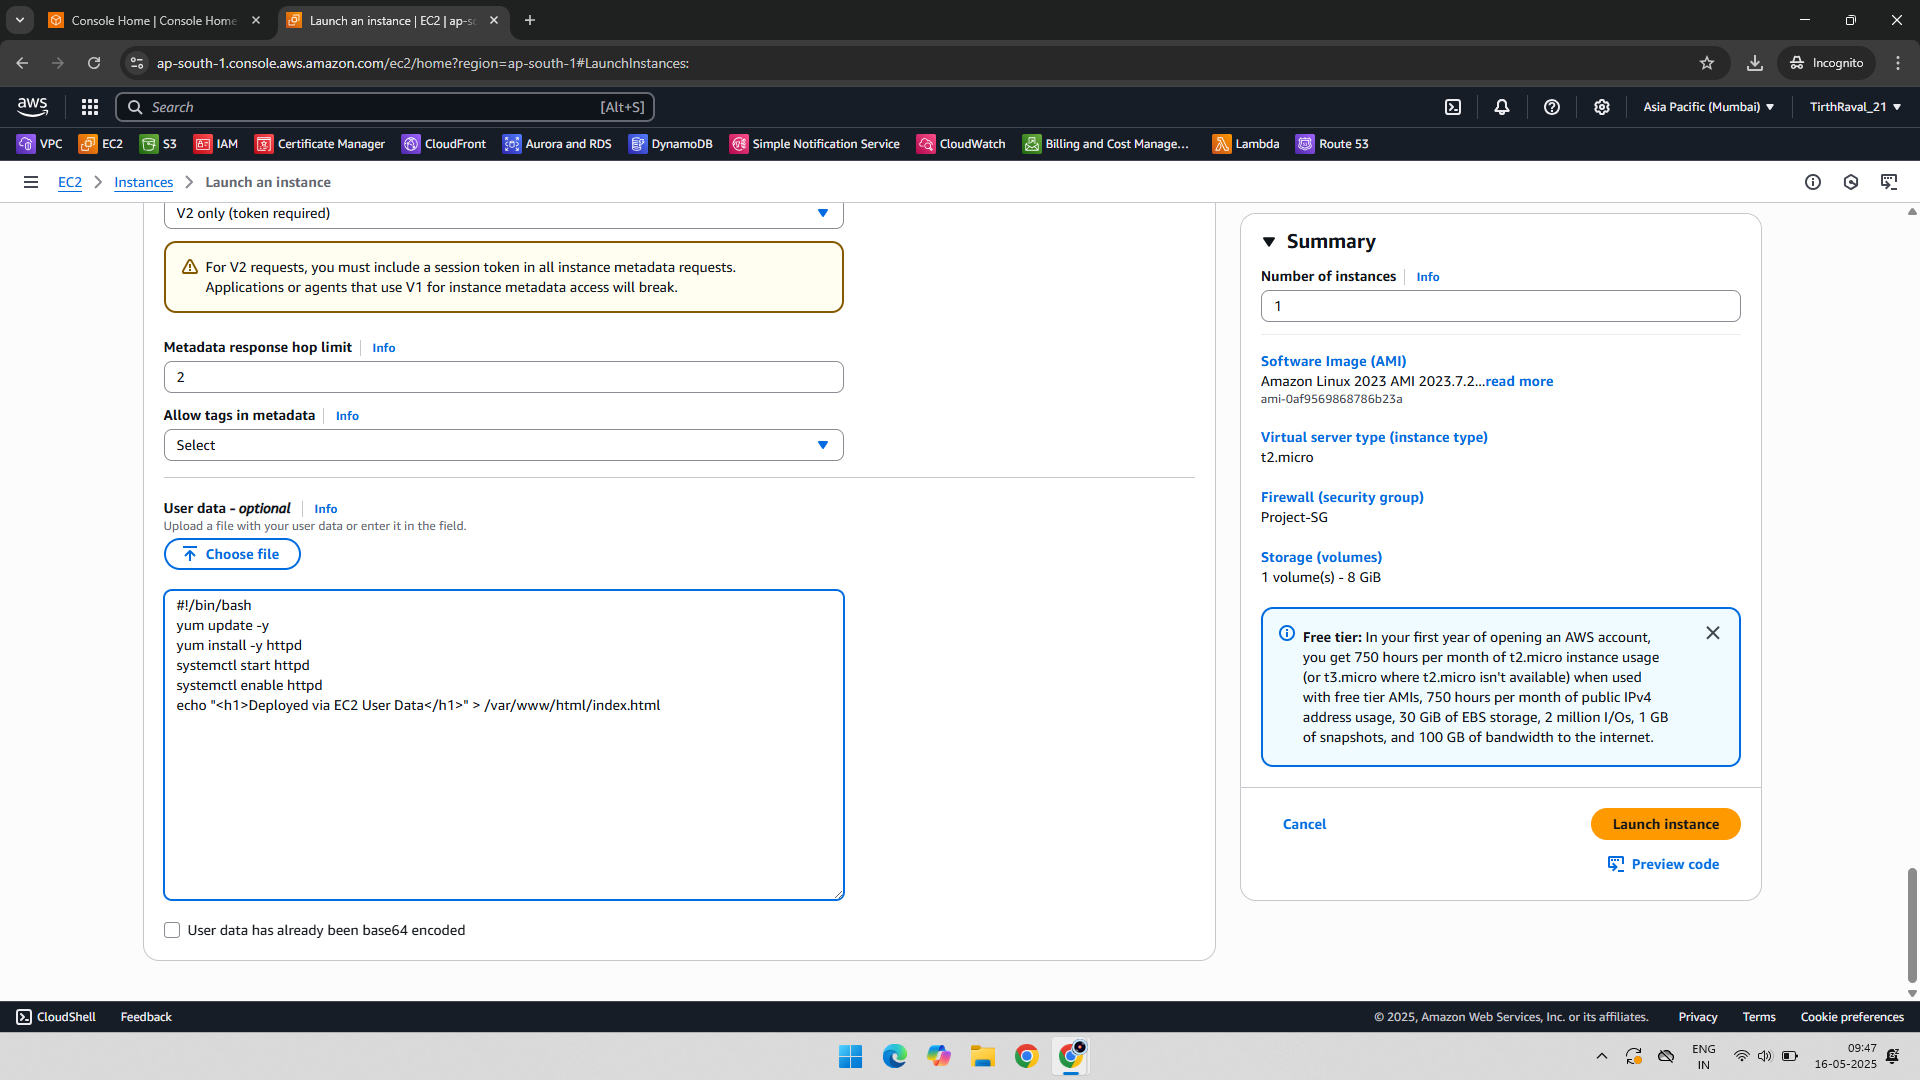 Console Home | Console Home
Launch an instance | EC2 | ap-so
ap-south-1.console.aws.amazon.com/ec2/home?region=ap-south-1#LaunchInstances:
Incognito
aws
Search
[Alt+S]
Asia Pacific (Mumbai)
TirthRaval_21
VPC
EC2
S3
IAM
Certificate Manager
CloudFront
Aurora and RDS
DynamoDB
Simple Notification Service
CloudWatch
Billing and Cost Manage...
Lambda
Route 53
EC2
Instances
Launch an instance
V2 only (token required)
For V2 requests, you must include a session token in all instance metadata requests.
Applications or agents that use V1 for instance metadata access will break.
Metadata response hop limit
Info
2
Allow tags in metadata
Info
Select
User data - optional
Info
Upload a file with your user data or enter it in the field.
Choose file
#!/bin/bash
yum update -y
yum install -y httpd
systemctl start httpd
systemctl enable httpd
echo "<h1>Deployed via EC2 User Data</h1>" > /var/www/html/index.html
User data has already been base64 encoded
Summary
Number of instances
Info
1
Software Image (AMI)
Amazon Linux 2023 AMI 2023.7.2...read more
ami-0af9569868786b23a
Virtual server type (instance type)
t2.micro
Firewall (security group)
Project-SG
Storage (volumes)
1 volume(s) - 8 GiB
Free tier: In your first year of opening an AWS account,
you get 750 hours per month of t2.micro instance usage
(or t3.micro where t2.micro isn't available) when used
with free tier AMIs, 750 hours per month of public IPv4
address usage, 30 GiB of EBS storage, 2 million I/Os, 1 GB
of snapshots, and 100 GB of bandwidth to the internet.
Cancel
Launch instance
Preview code
CloudShell
Feedback
© 2025, Amazon Web Services, Inc. or its affiliates.
Privacy
Terms
Cookie preferences
ENG
IN
09:47
16-05-2025